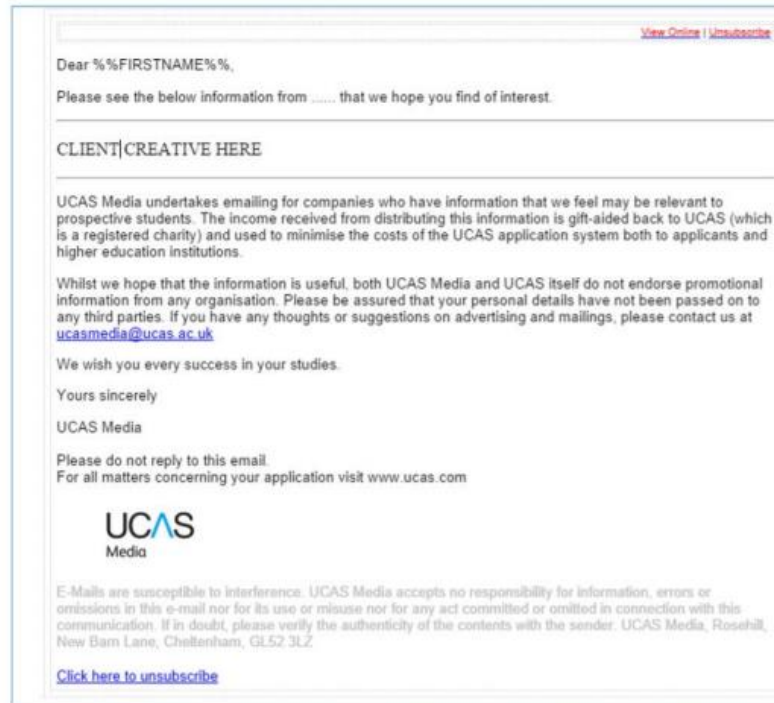 View Online | Unsubscribe
Dear %%FIRSTNAME%%,
Please see the below information from ...... that we hope you find of interest.
CLIENT CREATIVE HERE
UCAS Media undertakes emailing for companies who have information that we feel may be relevant to
prospective students. The income received from distributing this information is gift-aided back to UCAS (which
is a registered charity) and used to minimise the costs of the UCAS application system both to applicants and
higher education institutions.
Whilst we hope that the information is useful, both UCAS Media and UCAS itself do not endorse promotional
information from any organisation. Please be assured that your personal details have not been passed on to
any third parties. If you have any thoughts or suggestions on advertising and mailings, please contact us at
ucasmedia@ucas.ac.uk
We wish you every success in your studies.
Yours sincerely
UCAS Media
Please do not reply to this email.
For all matters concerning your application visit www.ucas.com
UCAS
Media
E-Mails are susceptible to interference. UCAS Media accepts no responsibility for information, errors or
omissions in this e-mail nor for its use or misuse nor for any act committed or omitted in connection with this
communication. If in doubt, please verify the authenticity of the contents with the sender. UCAS Media, Rosehill,
New Barn Lane, Cheltenham, GL52 3LZ
Click here to unsubscribe